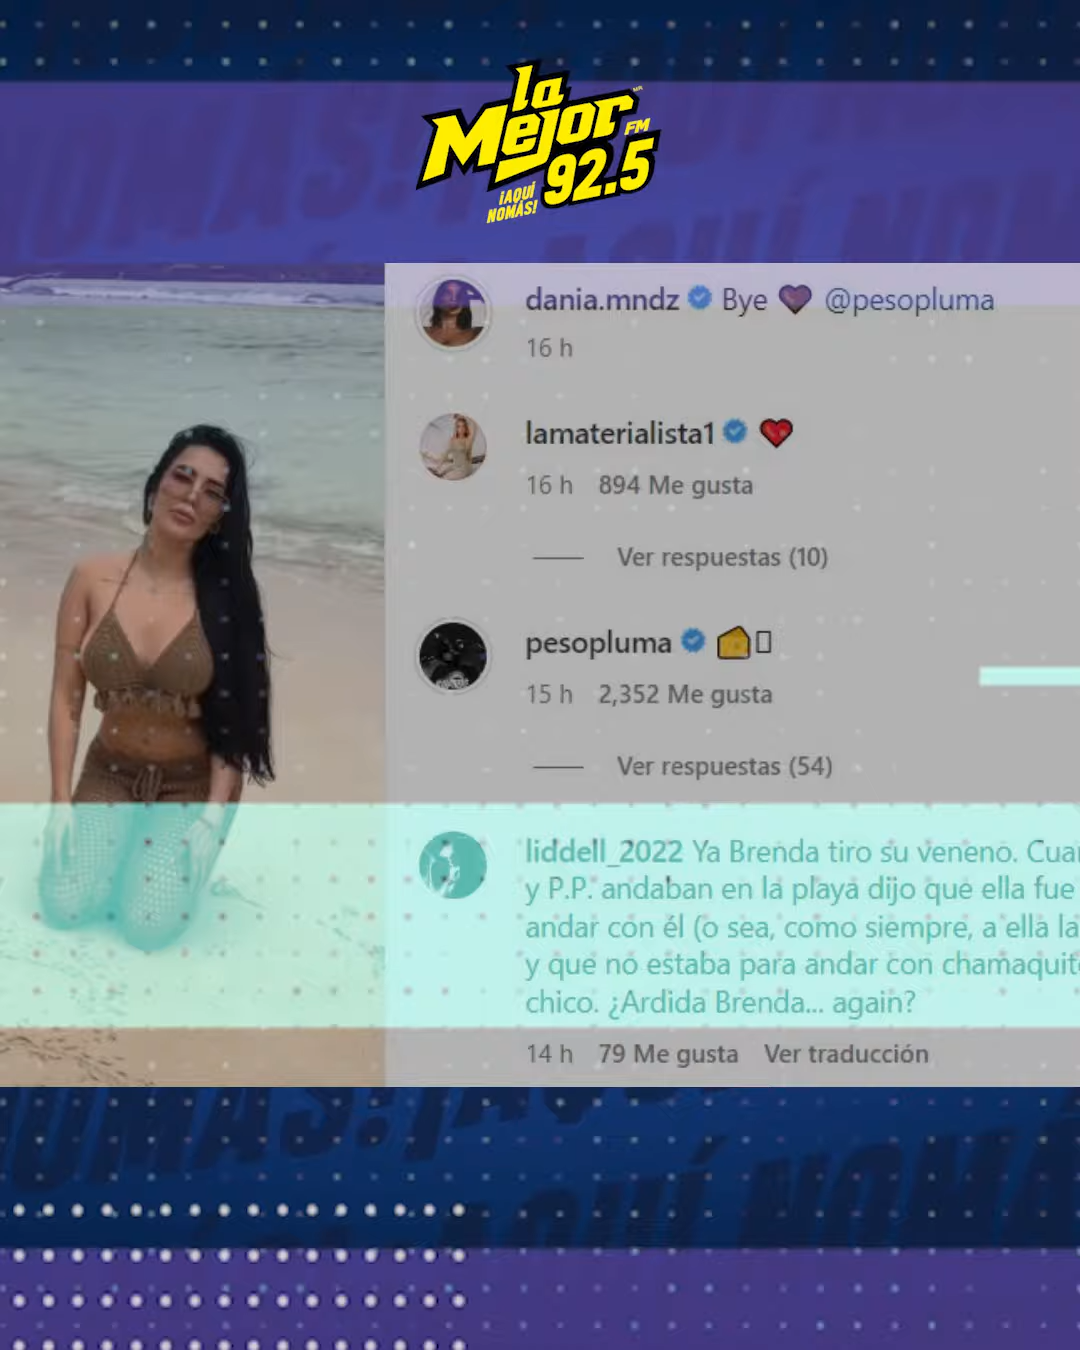 la
Mejor
FM
92.5
¡AQUÍ
NOMÁS!
dania.mndz Bye 💜 @pesopluma
16 h
lamaterialista1 ❤️
16 h 894 Me gusta
Ver respuestas (10)
pesopluma 🧀
15 h 2,352 Me gusta
Ver respuestas (54)
liddell_2022 Ya Brenda tiro su veneno.
y P.P. andaban en la playa dijo que ella fue
andar con él (o sea, como siempre, a ella la
y que no estaba para andar con
chico. ¿Ardida Brenda... again?
14 h 79 Me gusta Ver traducción